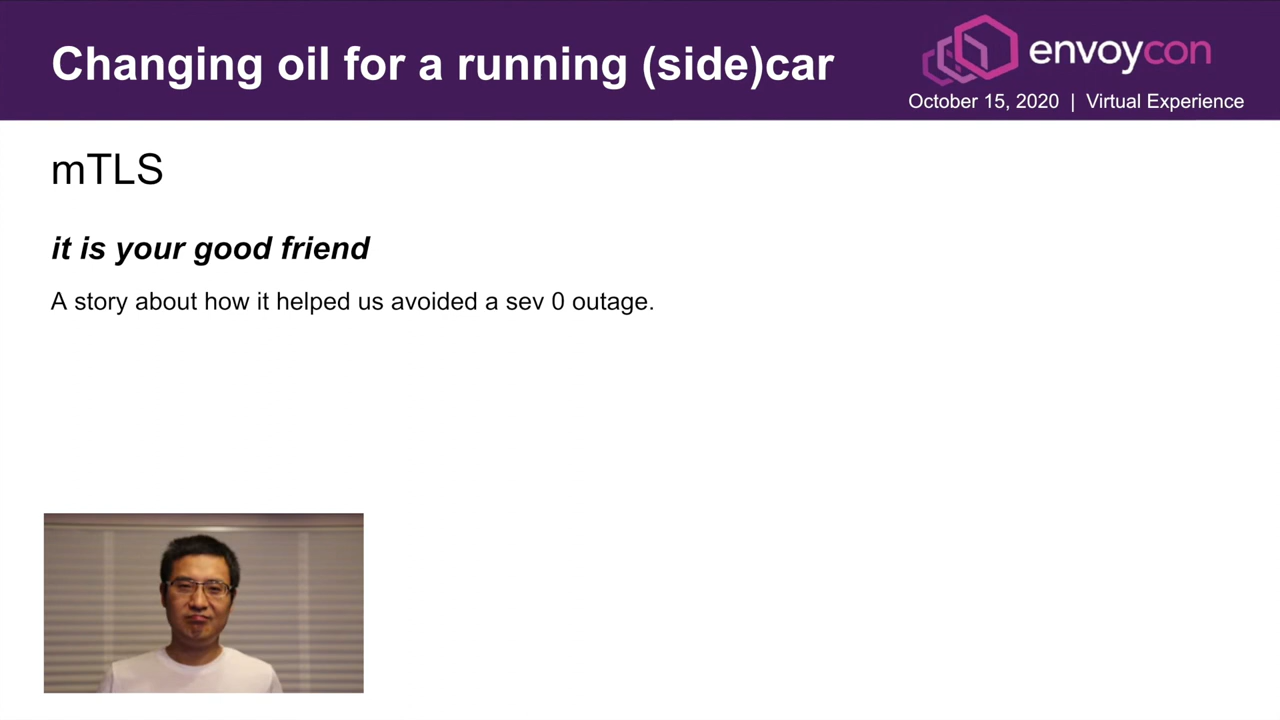 Changing oil for a running (side)car
envoycon
October 15, 2020 | Virtual Experience
mTLS
it is your good friend
A story about how it helped us avoided a sev 0 outage.